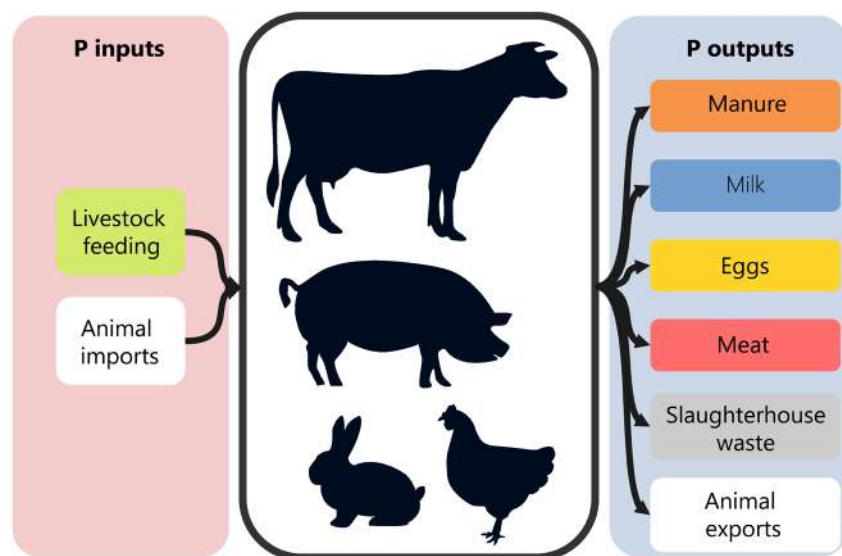 P inputs
Livestock
feeding
Animal
imports
P outputs
Manure
Milk
Eggs
Meat
Slaughterhouse
waste
Animal
exports